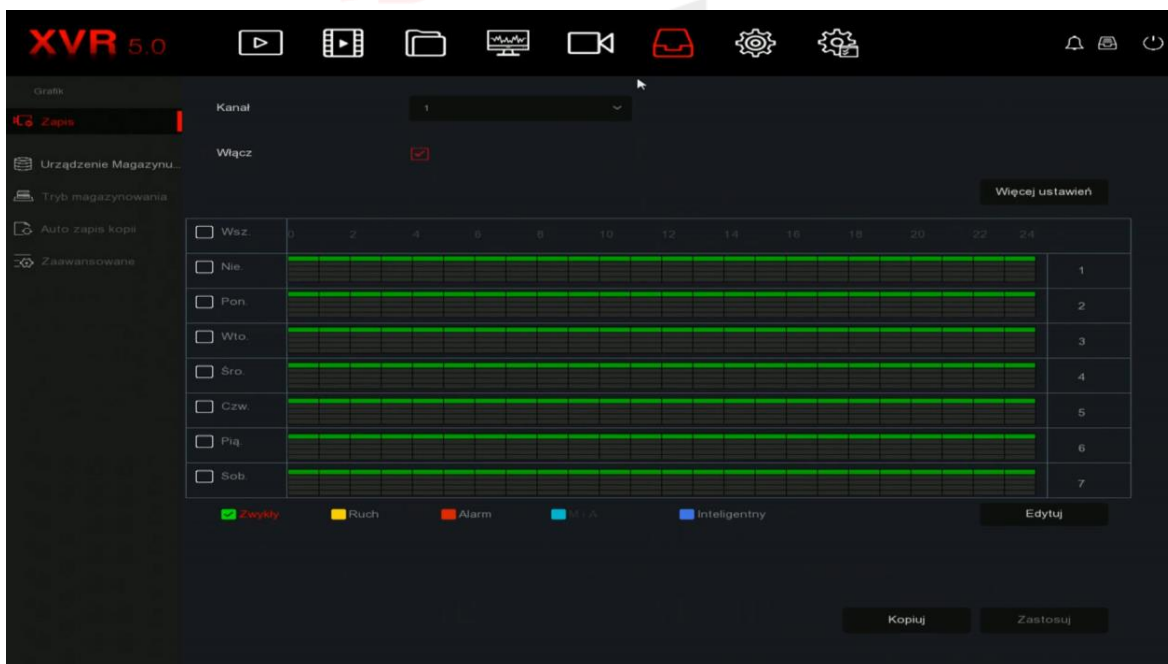 XVR 5.0
Grafik
Zapis
Urządzenie Magazynu...
Tryb magazynowania
Auto zapis kopii
Zaawansowane
Kanał 1
Włącz
Więcej ustawień
Wsz. 0 2 4 6 8 10 12 14 16 18 20 22 24
Nie. 1
Pon. 2
Wto. 3
Śro. 4
Czw. 5
Pią. 6
Sob. 7
Zwykły Ruch Alarm M i A Inteligentny Edytuj
Kopiuj Zastosuj